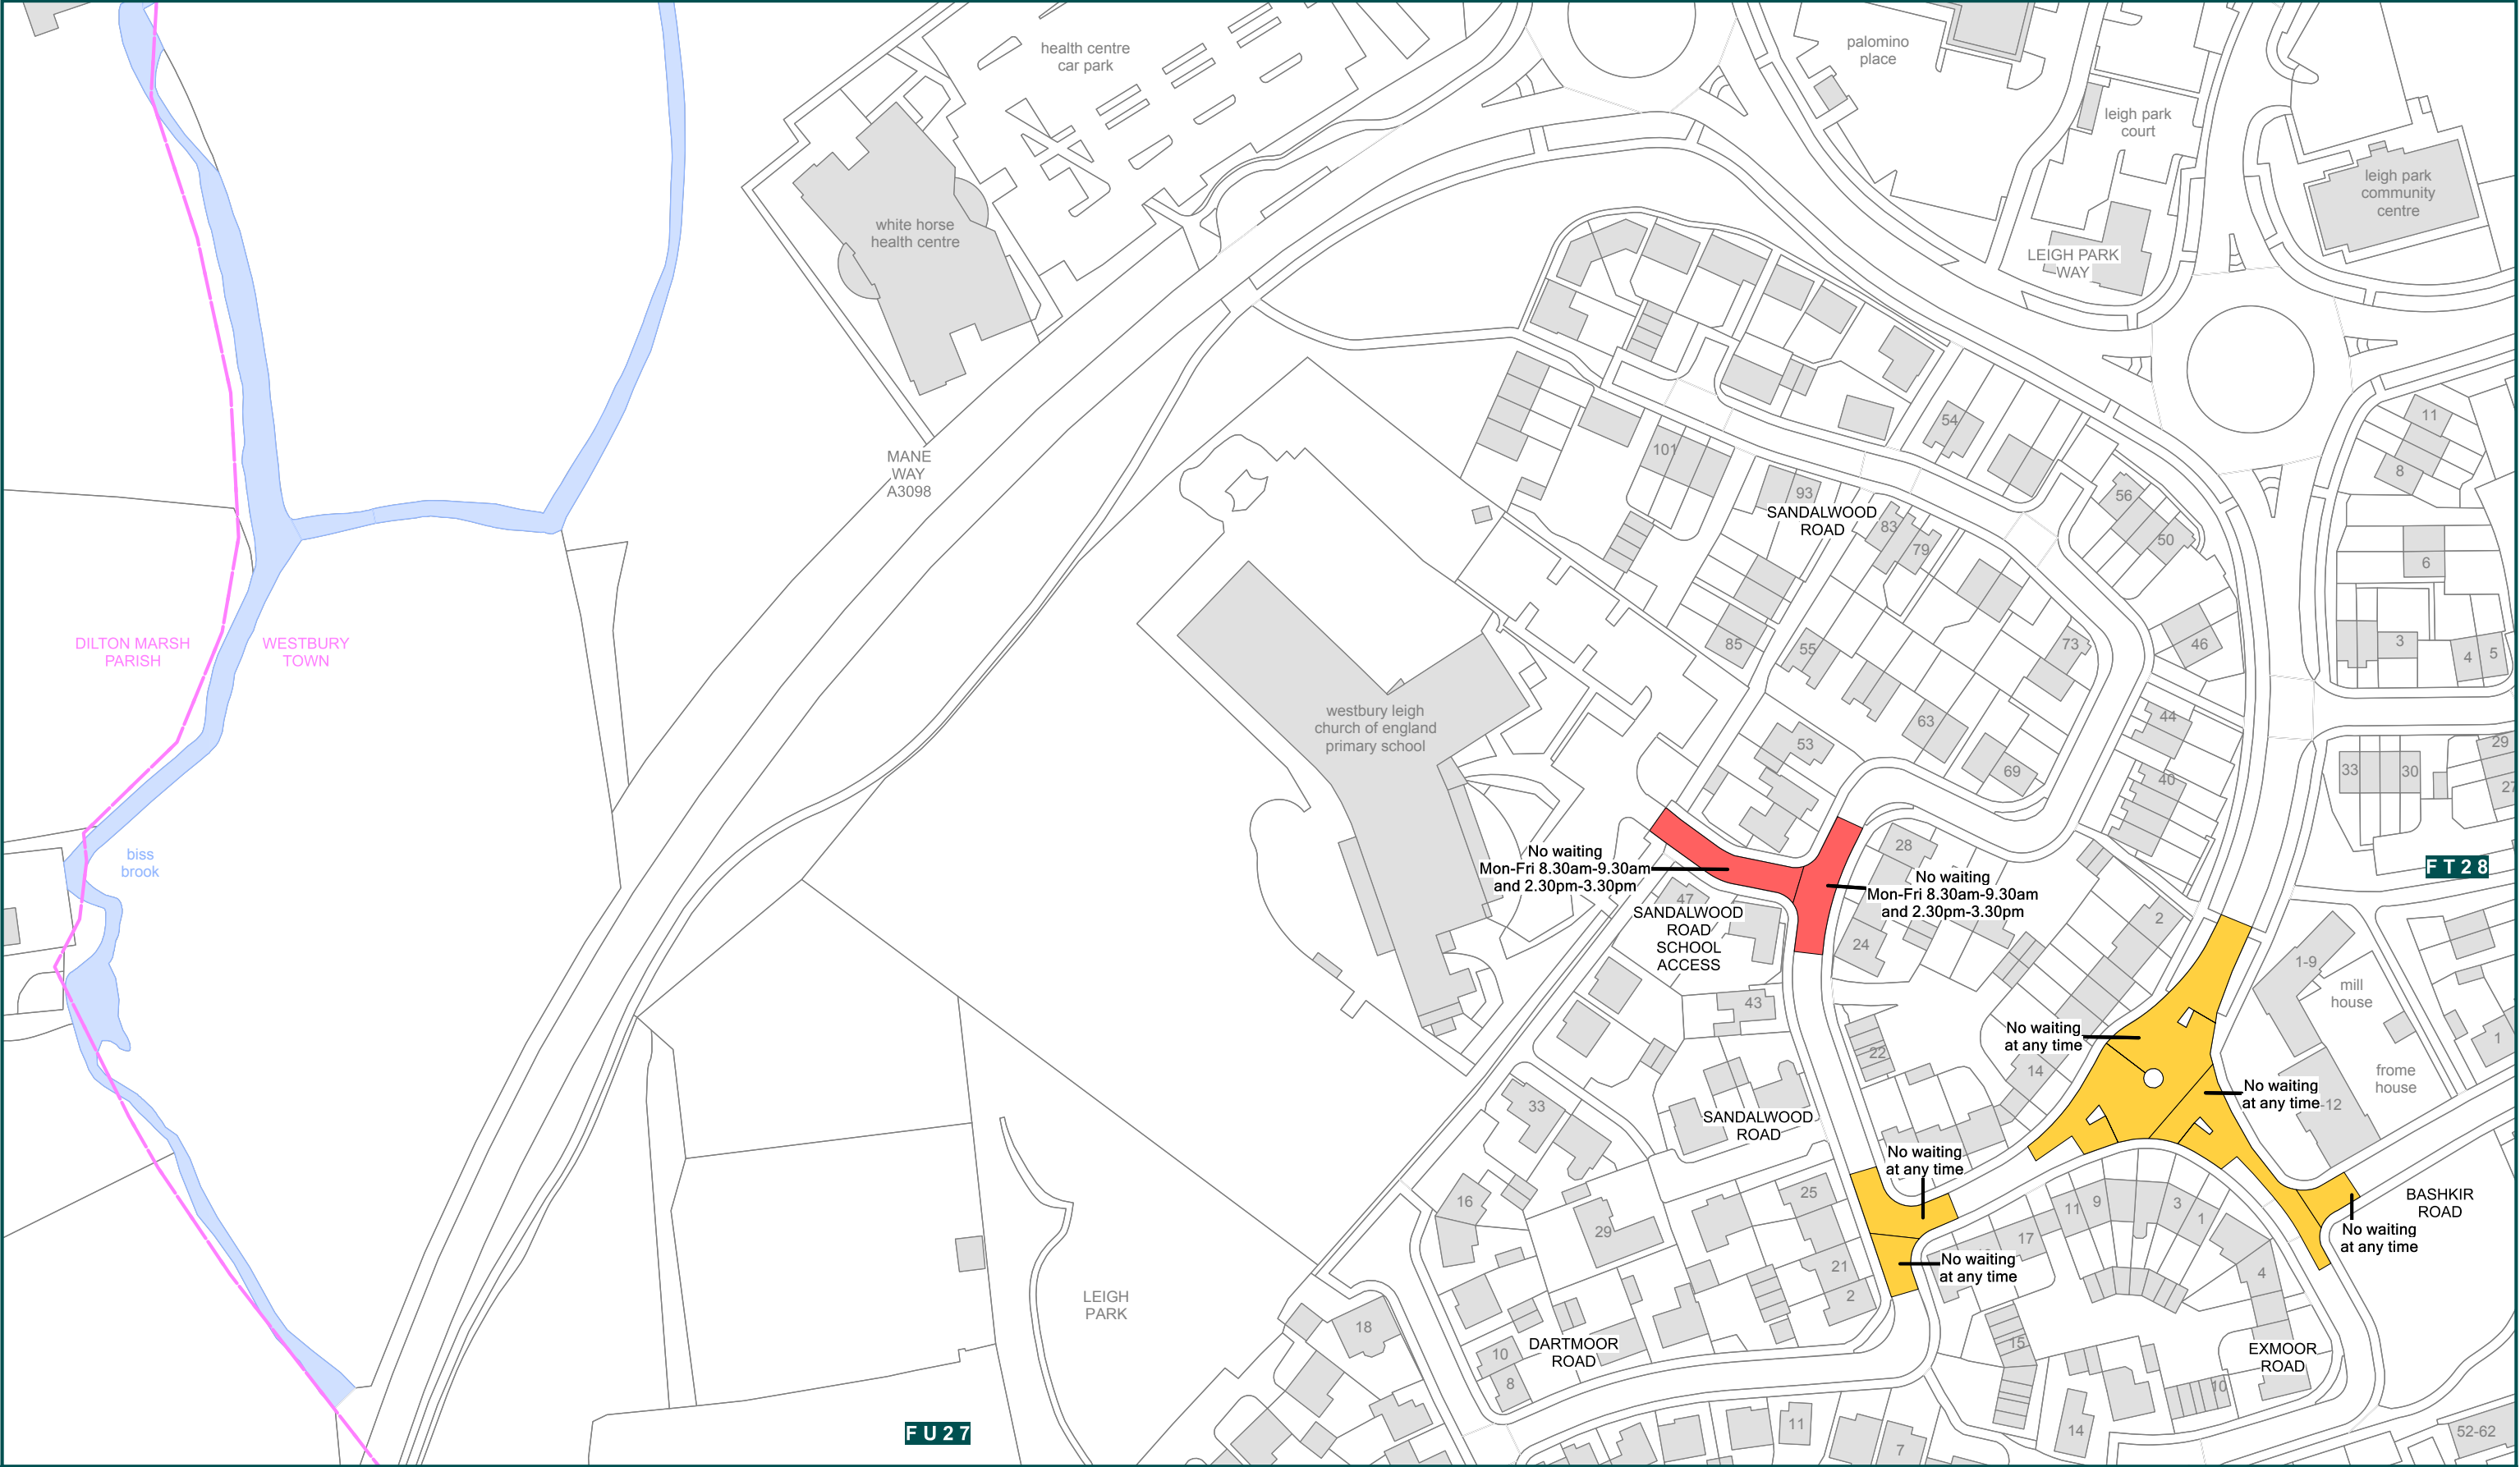 health centre
car park
palomino
place
leigh park
court
leigh park
community
centre
white horse
health centre
LEIGH PARK
WAY
MANE
WAY
A3098
54
11
8
101
93
SANDALWOOD
ROAD
83
79
56
50
6
DILTON MARSH
PARISH
WESTBURY
TOWN
85
55
73
46
3
4
5
westbury leigh
church of england
primary school
53
63
69
44
40
33
30
29
27
biss
brook
No waiting
Mon-Fri 8.30am-9.30am
and 2.30pm-3.30pm
28
No waiting
Mon-Fri 8.30am-9.30am
and 2.30pm-3.30pm
FT28
47
SANDALWOOD
ROAD
SCHOOL
ACCESS
24
2
1-9
mill
house
43
22
No waiting
at any time
1
14
frome
house
No waiting
at any time
-12
33
SANDALWOOD
ROAD
No waiting
at any time
16
29
25
11
9
3
1
17
BASHKIR
ROAD
No waiting
at any time
21
2
No waiting
at any time
4
LEIGH
PARK
18
DARTMOOR
ROAD
10
8
15
EXMOOR
ROAD
10
14
11
7
52-62
FU27